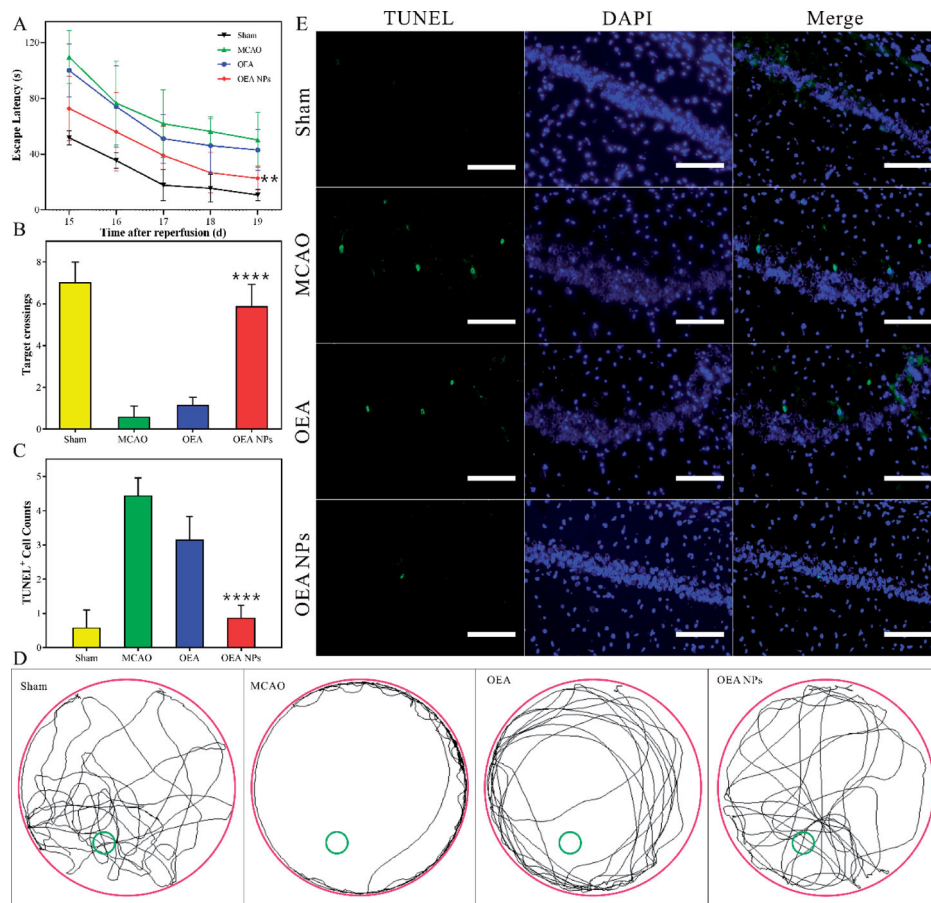 A
Escape Latency (s)
120
80
40
0
Sham
MCAO
OEA
OEA NPs
**
15 16 17 18 19
Time after reperfusion (d)
B
Target crossings
8
6
4
2
0
****
Sham MCAO OEA OEA NPs
C
TUNEL⁺ Cell Counts
5
4
3
2
1
0
****
Sham MCAO OEA OEA NPs
E
TUNEL DAPI Merge
Sham
MCAO
OEA
OEA NPs
D
Sham MCAO OEA OEA NPs